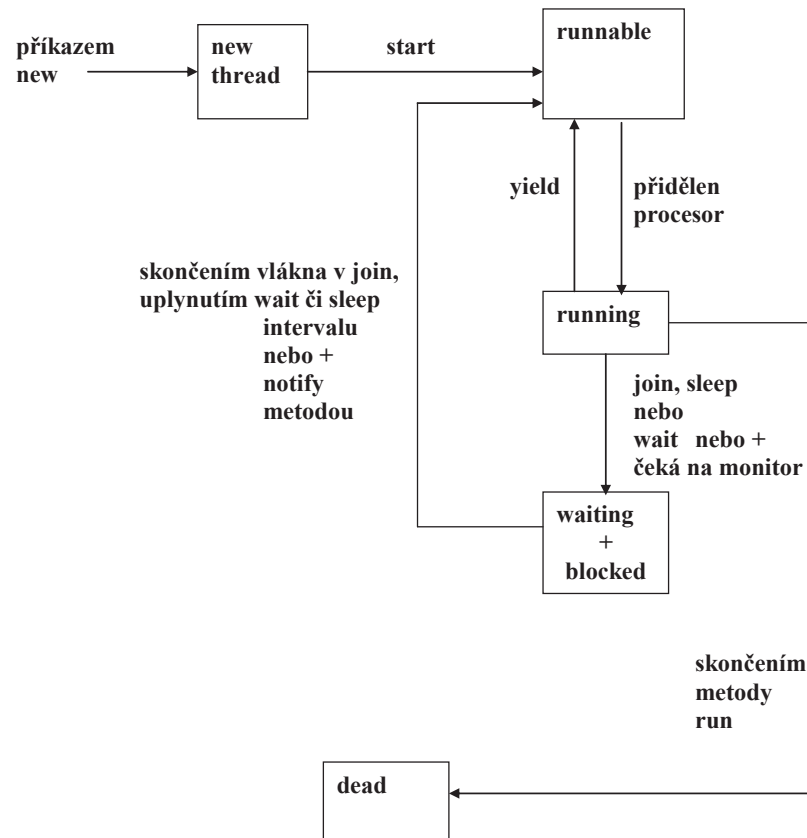 příkazem
new
new
thread
start
runnable
yield
přidělen
procesor
skončením vlákna v join,
uplynutím wait či sleep
intervalu
nebo +
notify
metodou
running
join, sleep
nebo
wait nebo +
čeká na monitor
waiting
+
blocked
skončením
metody
run
dead